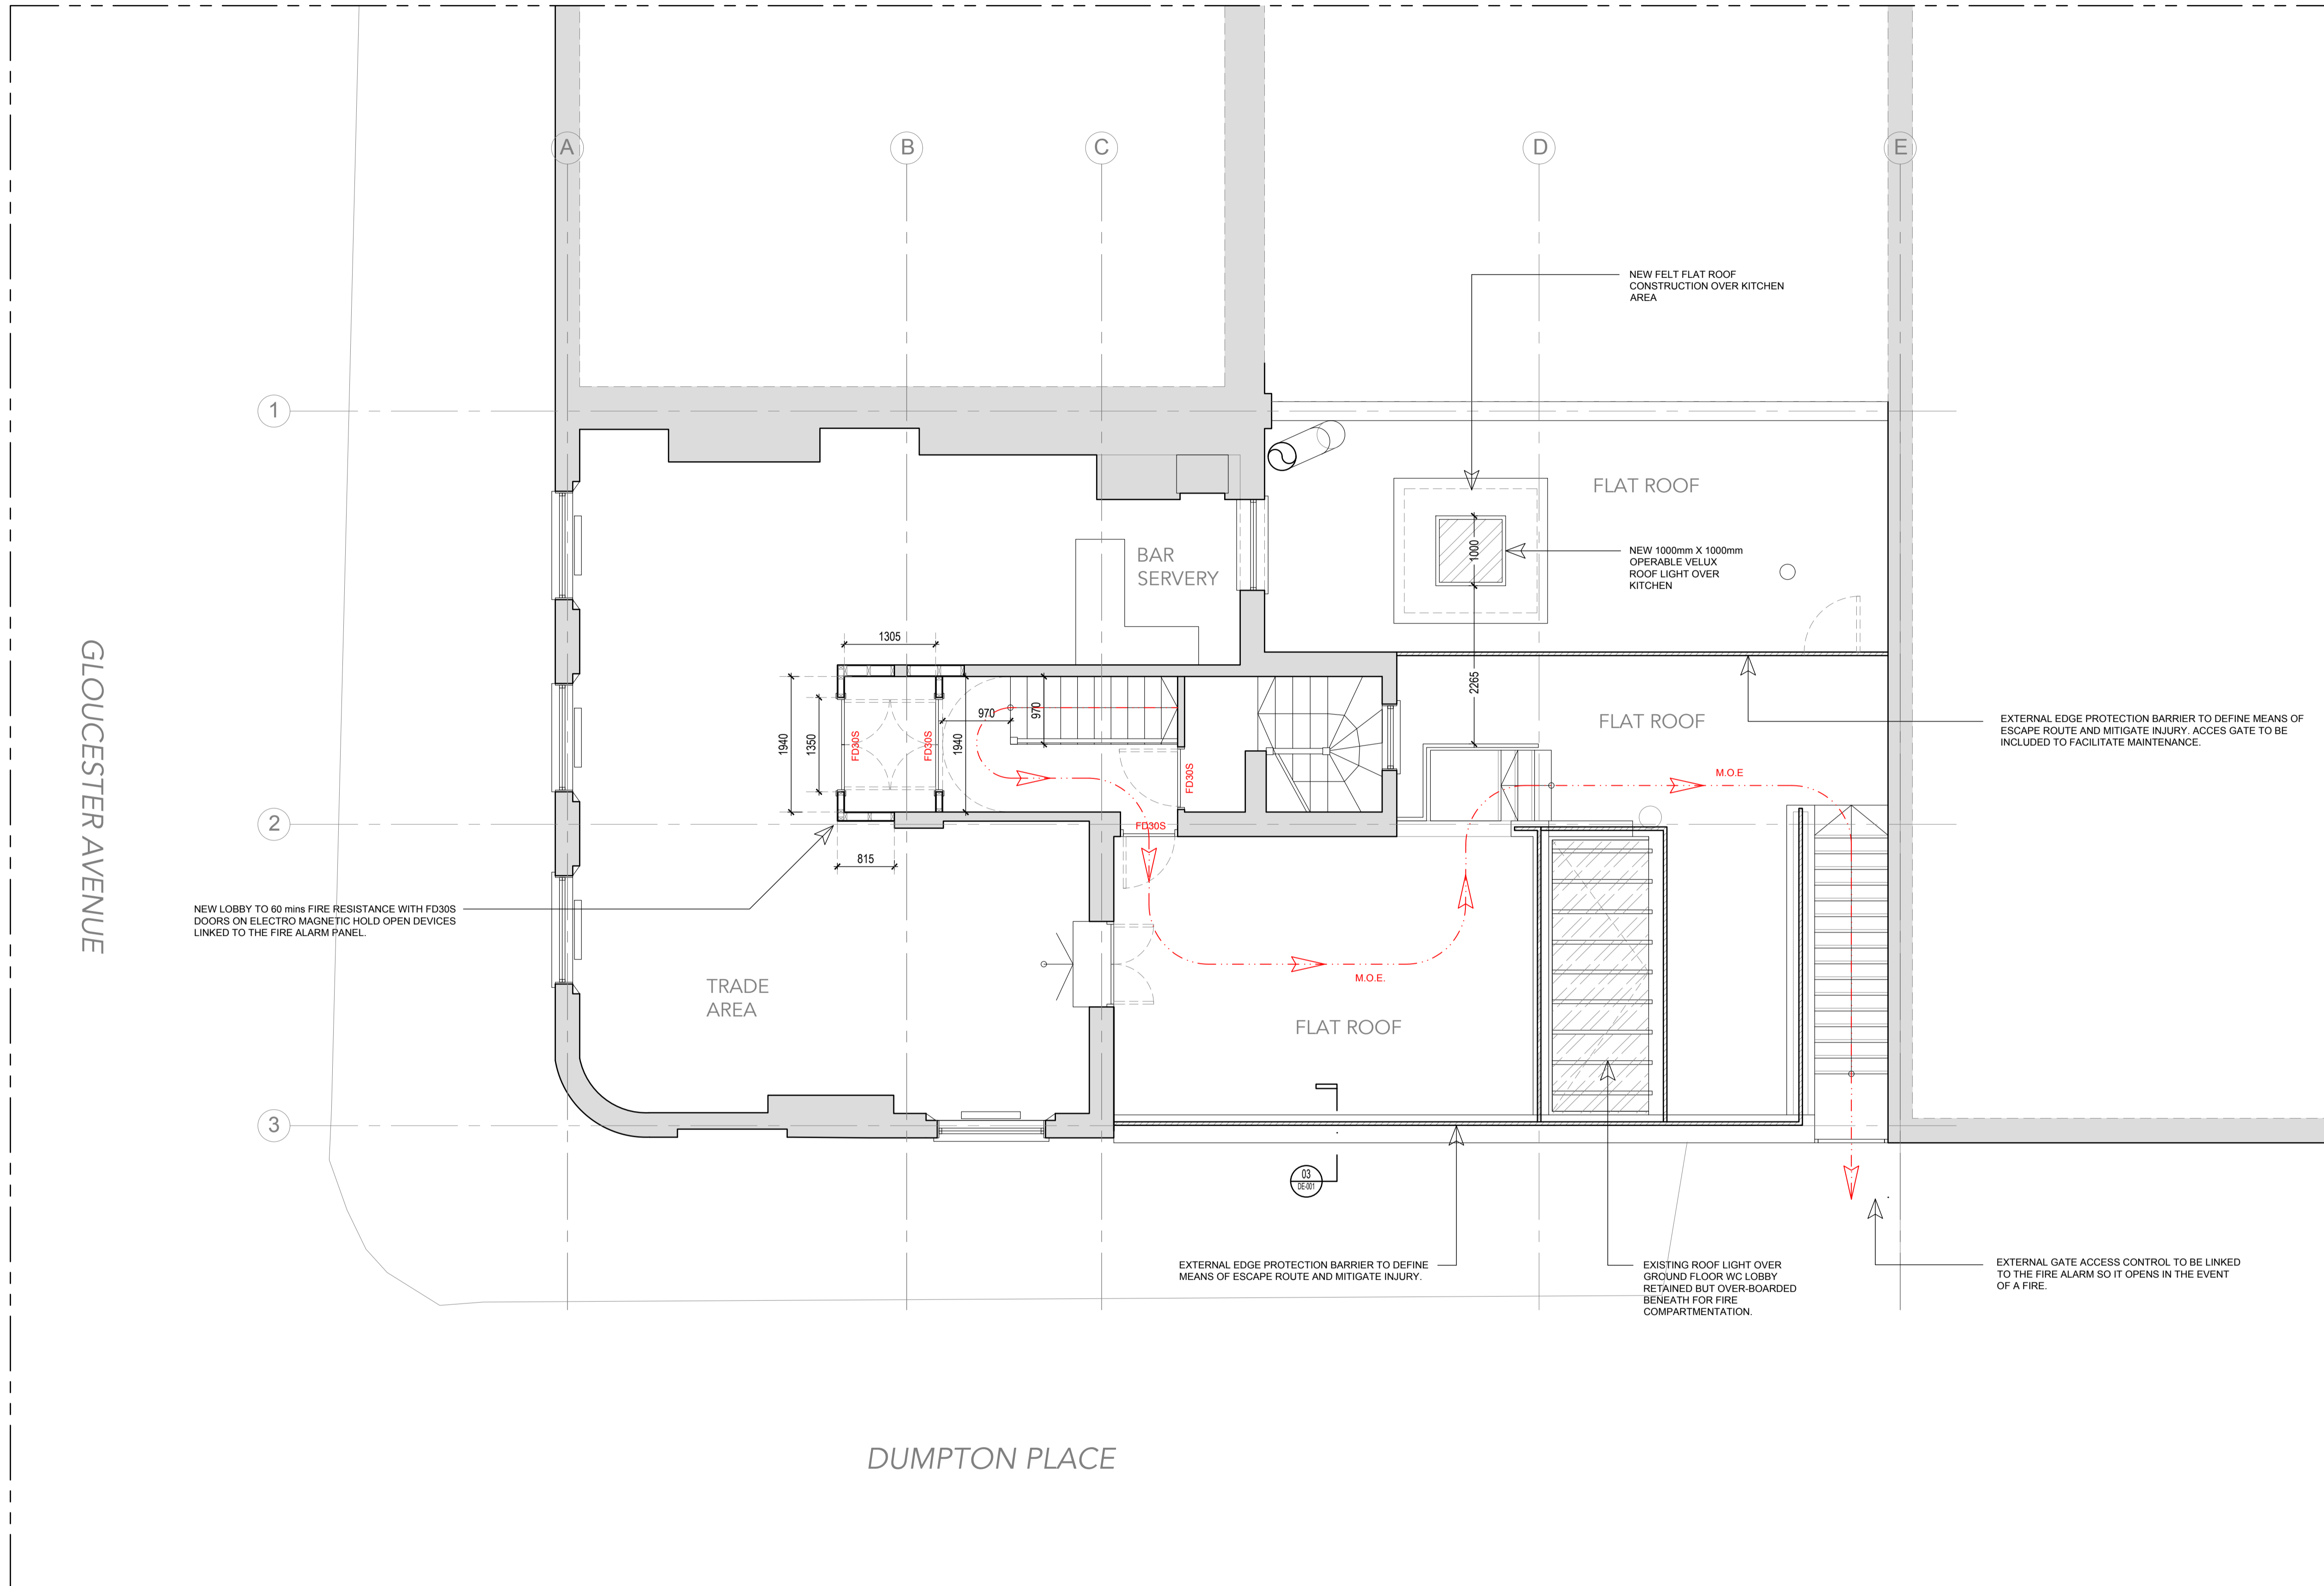 A
B
C
D
E
1
2
3
NEW FELT FLAT ROOF
CONSTRUCTION OVER KITCHEN
AREA
FLAT ROOF
NEW 1000mm X 1000mm
OPERABLE VELUX
ROOF LIGHT OVER
KITCHEN
1000
2265
BAR
SERVERY
1305
1940
1350
FD30S
FD30S
1940
970
970
FD30S
FD30S
815
FLAT ROOF
EXTERNAL EDGE PROTECTION BARRIER TO DEFINE MEANS OF
ESCAPE ROUTE AND MITIGATE INJURY. ACCES GATE TO BE
INCLUDED TO FACILITATE MAINTENANCE.
M.O.E
GLOUCESTER AVENUE
NEW LOBBY TO 60 mins FIRE RESISTANCE WITH FD30S
DOORS ON ELECTRO MAGNETIC HOLD OPEN DEVICES
LINKED TO THE FIRE ALARM PANEL.
M.O.E.
TRADE
AREA
FLAT ROOF
03
DE-001
EXTERNAL EDGE PROTECTION BARRIER TO DEFINE
MEANS OF ESCAPE ROUTE AND MITIGATE INJURY.
EXISTING ROOF LIGHT OVER
GROUND FLOOR WC LOBBY
RETAINED BUT OVER-BOARDED
BENEATH FOR FIRE
COMPARTMENTATION.
EXTERNAL GATE ACCESS CONTROL TO BE LINKED
TO THE FIRE ALARM SO IT OPENS IN THE EVENT
OF A FIRE.
DUMPTON PLACE